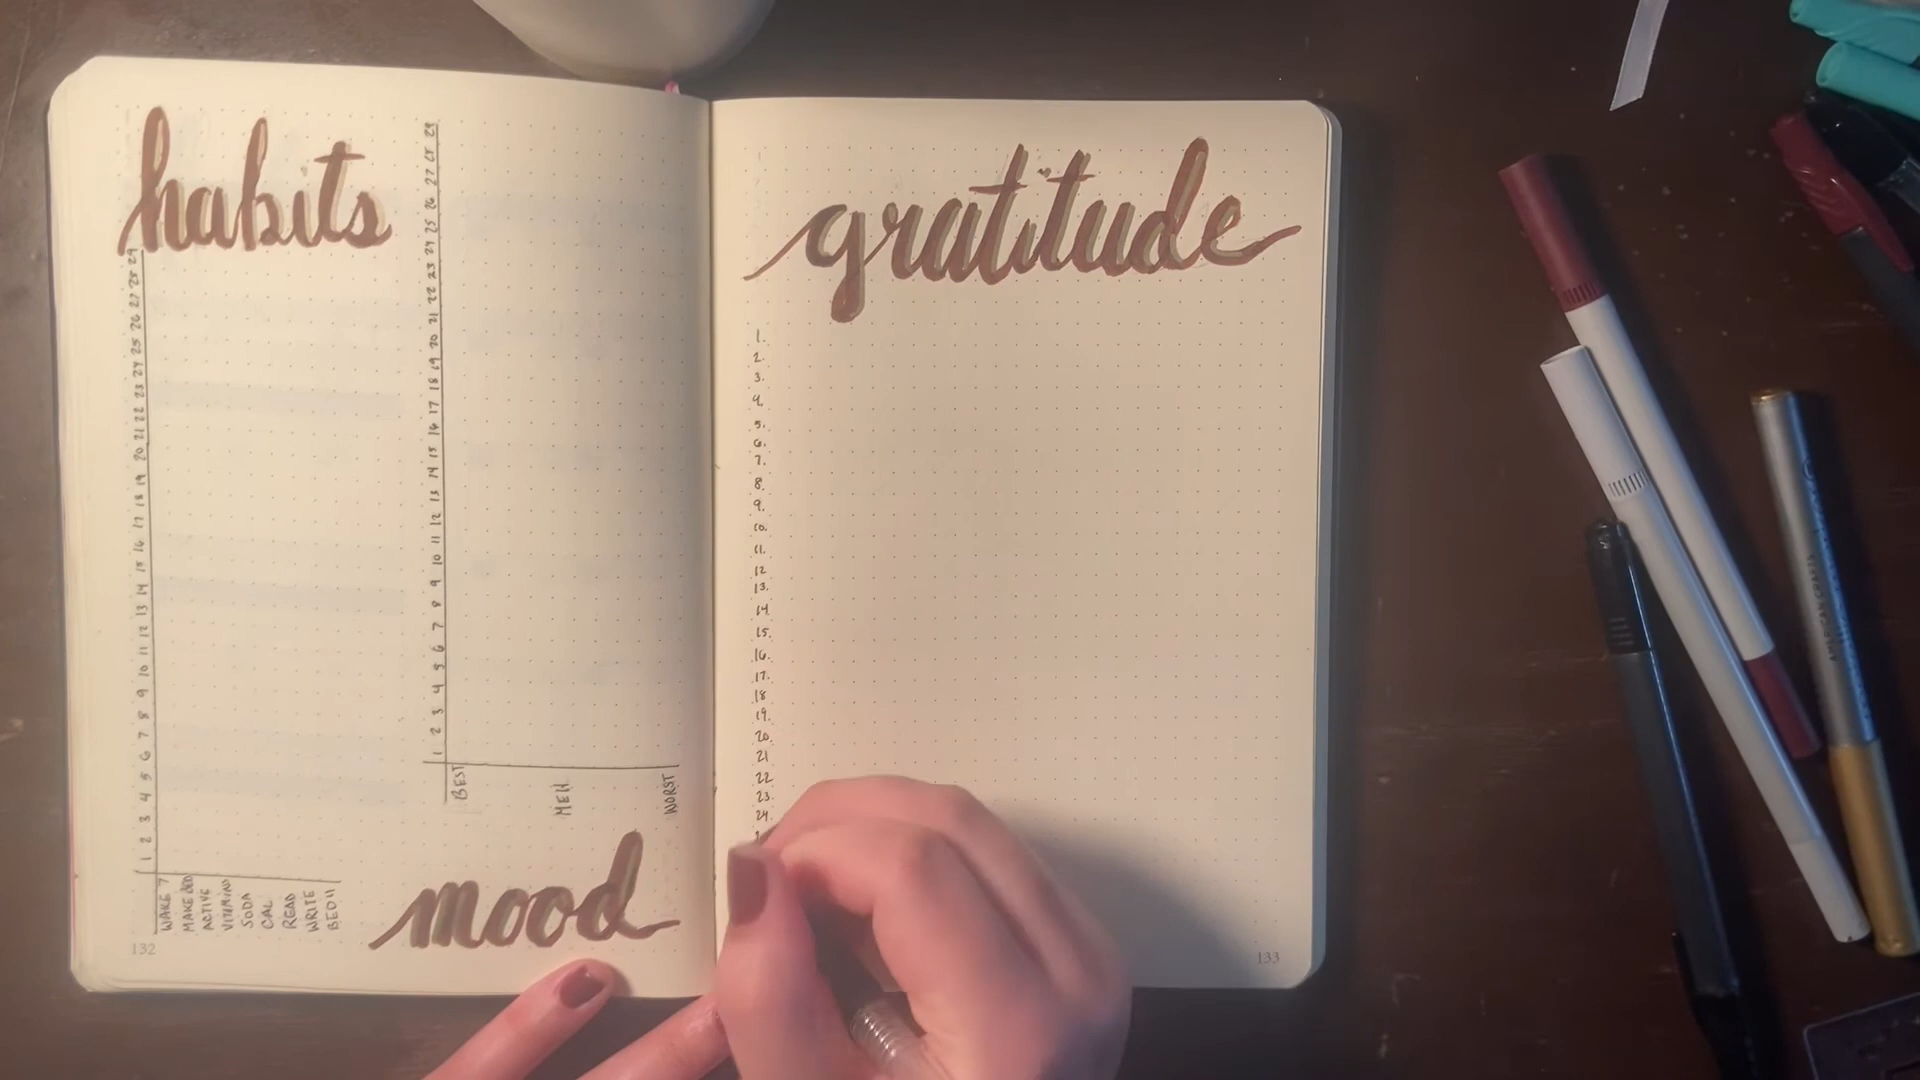 habits
29 28 27 26 25 24 23 22 21 20 19 18 17 16 15 14 13 12 11 10 9 8 7 6 5 4 3 2 1
WAKE 7
MAKE BED
ACTIVE
VITAMINS
SODA
CAL
READ
WRITE
BED 11
132
29 28 27 26 25 24 23 22 21 20 19 18 17 16 15 14 13 12 11 10 9 8 7 6 5 4 3 2 1
BEST
MEH
WORST
mood
gratitude
1.
2.
3.
4.
5.
6.
7.
8.
9.
10.
11.
12
13.
14.
15.
16.
17.
18
19.
20.
21
22
23.
24.
133
AMERICAN CRAFTS